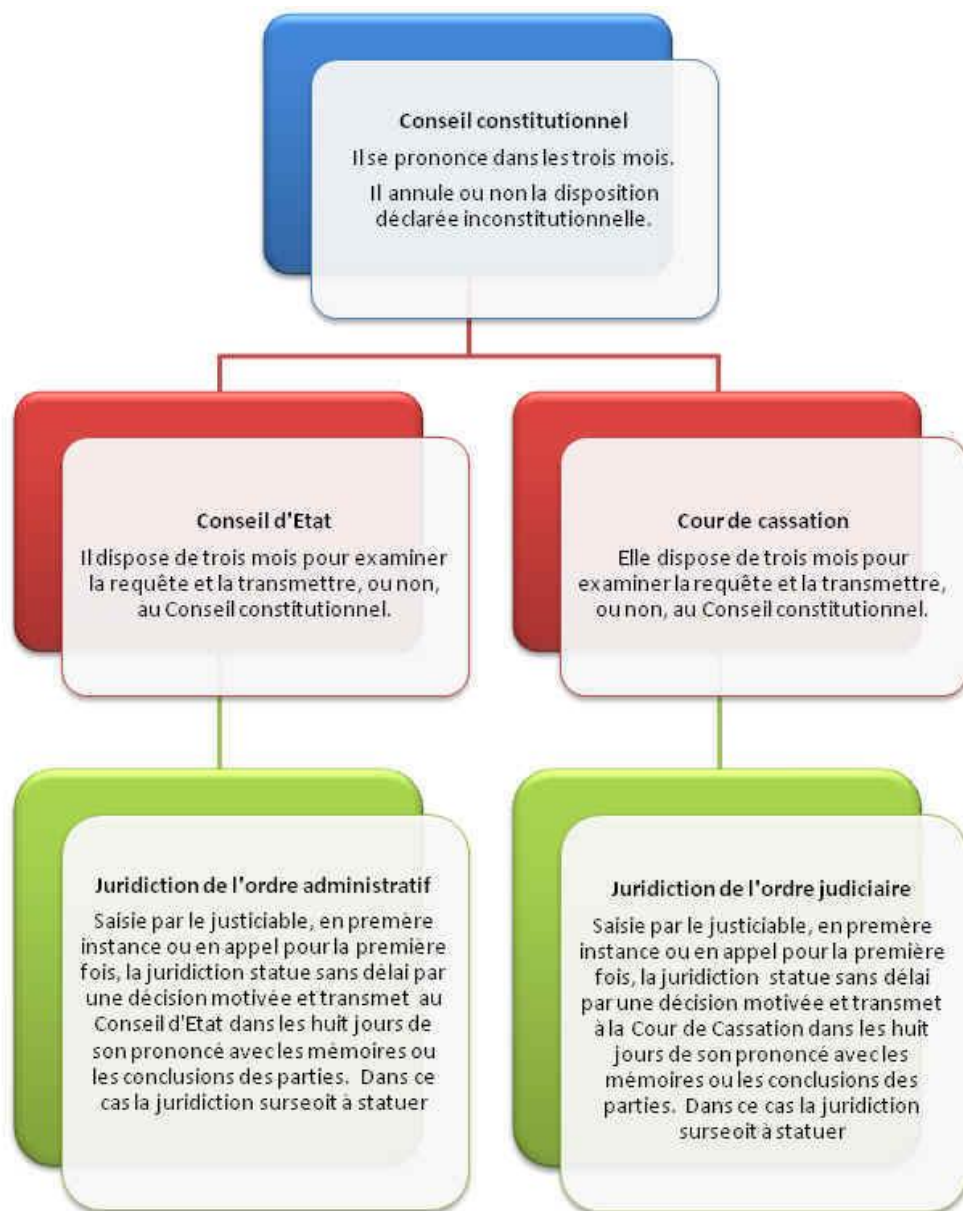 Conseil constitutionnel
Il se prononce dans les trois mois.
Il annule ou non la disposition
déclarée inconstitutionnelle.
Conseil d'Etat
Il dispose de trois mois pour examiner
la requête et la transmettre, ou non,
au Conseil constitutionnel.
Cour de cassation
Elle dispose de trois mois pour
examiner la requête et la transmettre,
ou non, au Conseil constitutionnel.
Juridiction de l'ordre administratif
Saisie par le justiciable, en premère
instance ou en appel pour la première
fois, la juridiction statue sans délai par
une décision motivée et transmet au
Conseil d'Etat dans les huit jours de
son prononcé avec les mémoires ou
les conclusions des parties. Dans ce
cas la juridiction surseoît à statuer
Juridiction de l'ordre judiciaire
Saisie par le justiciable, en premère
instance ou en appel pour la première
fois, la juridiction statue sans délai
par une décision motivée et transmet
à la Cour de Cassation dans les huit
jours de son prononcé avec les
mémoires ou les conclusions des
parties. Dans ce cas la juridiction
surseoît à statuer